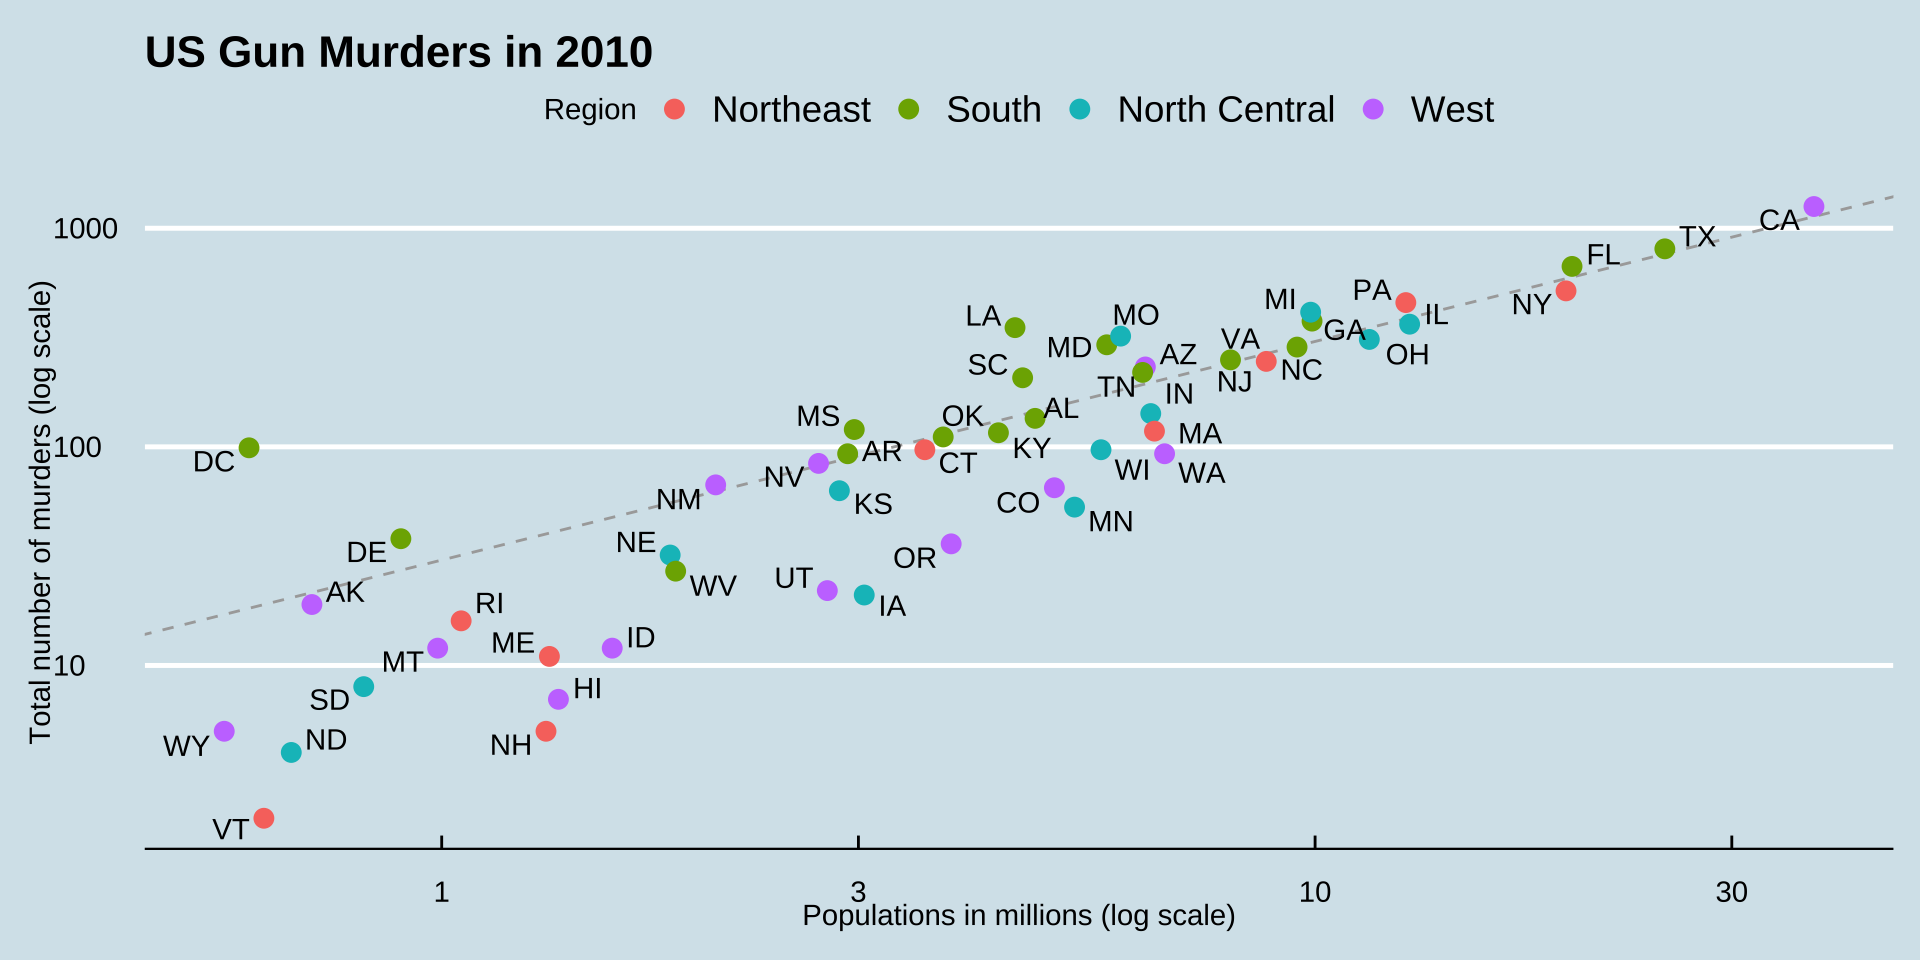 US Gun Murders in 2010
Region Northeast South North Central West
Total number of murders (log scale)
1000
100
10
CA
TX
FL
NY
PA
IL
MI
GA
OH
LA
MO
MD
VA
SC
AZ
NC
TN
NJ
IN
MS
OK
AL
MA
DC
AR
CT
KY
WI
WA
NV
NM
KS
CO
MN
DE
NE
OR
WV
UT
IA
AK
RI
ME
ID
MT
SD
HI
WY
ND
NH
VT
1 3 10 30
Populations in millions (log scale)